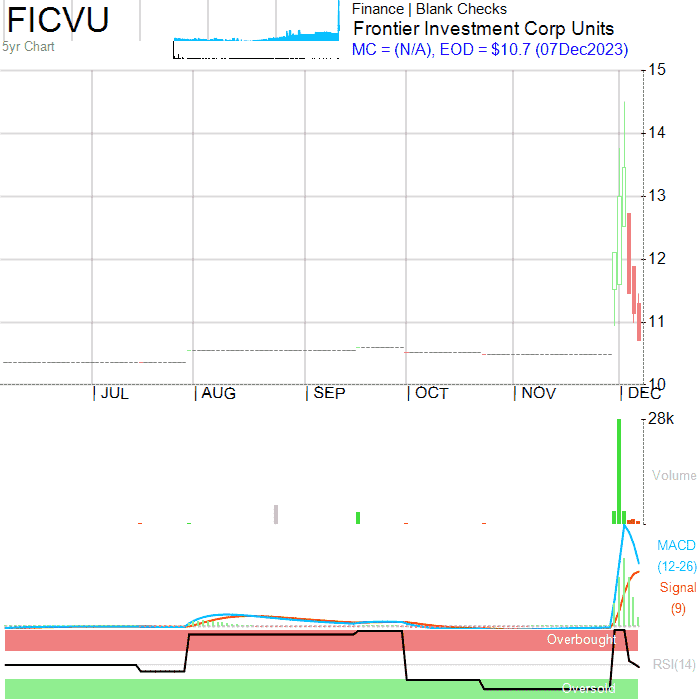 FICVU
5yr Chart
Finance | Blank Checks
Frontier Investment Corp Units
MC = (N/A), EOD = $10.7 (07Dec2023)
15
14
13
12
11
10
| JUL | AUG | SEP | OCT | NOV | DEC
28k
Volume
MACD
(12-26)
Signal
(9)
Overbought
RSI(14)
Oversold